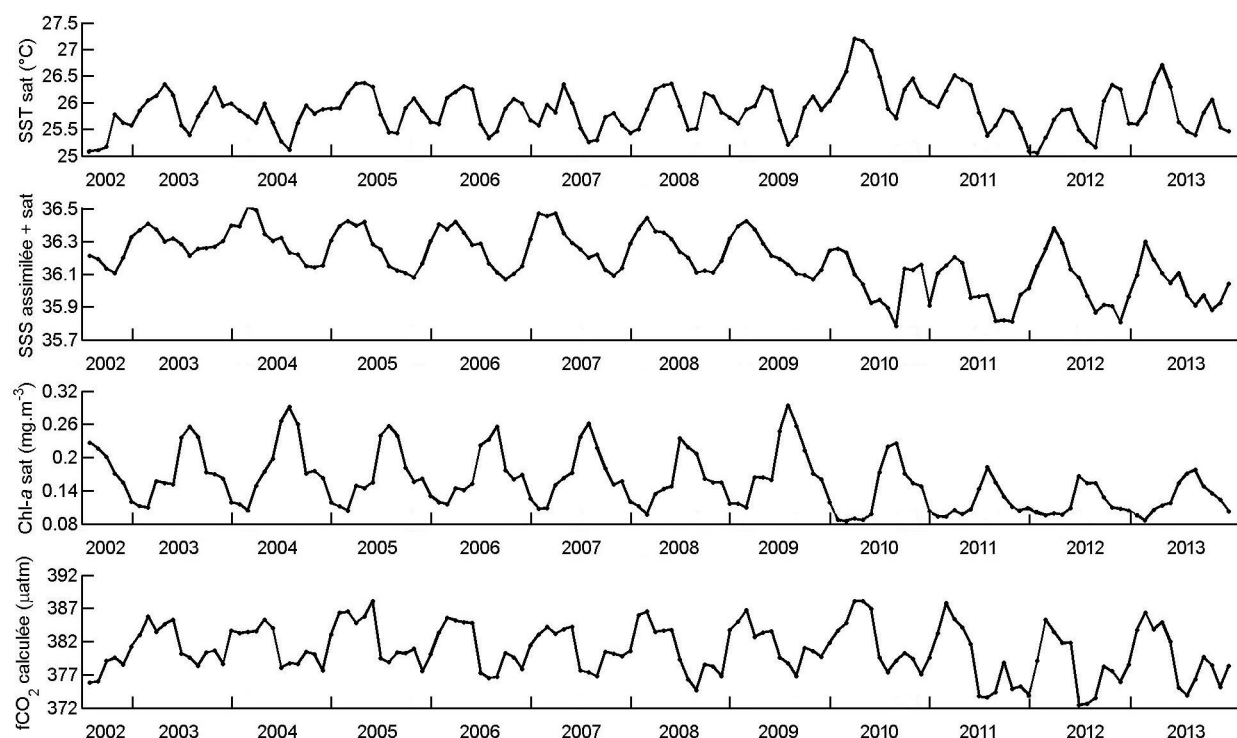 SST sat (°C)
27.5
27
26.5
26
25.5
25
2002 2003 2004 2005 2006 2007 2008 2009 2010 2011 2012 2013
SSS assimilée + sat
36.5
36.3
36.1
35.9
35.7
2002 2003 2004 2005 2006 2007 2008 2009 2010 2011 2012 2013
Chl-a sat (mg.m⁻³)
0.32
0.26
0.2
0.14
0.08
2002 2003 2004 2005 2006 2007 2008 2009 2010 2011 2012 2013
fCO₂ calculée (µatm)
392
387
382
377
372
2002 2003 2004 2005 2006 2007 2008 2009 2010 2011 2012 2013